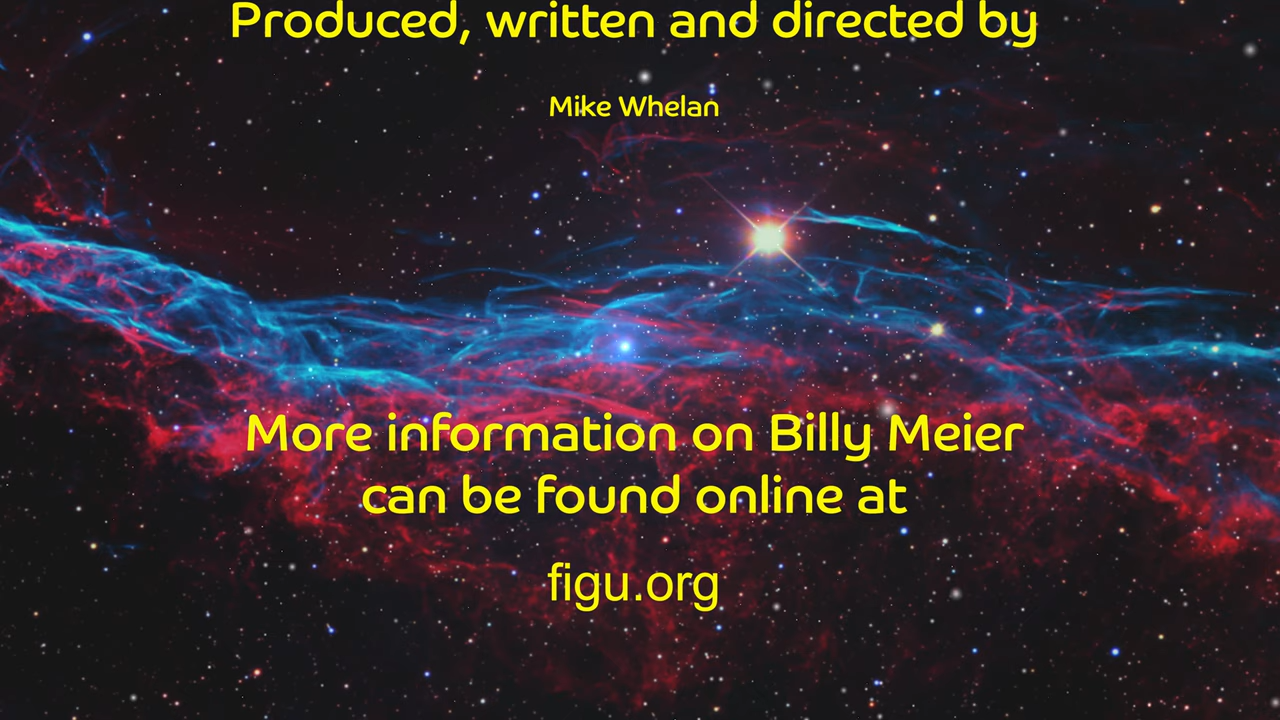 Produced, written and directed by
Mike Whelan
More information on Billy Meier
can be found online at
figu.org